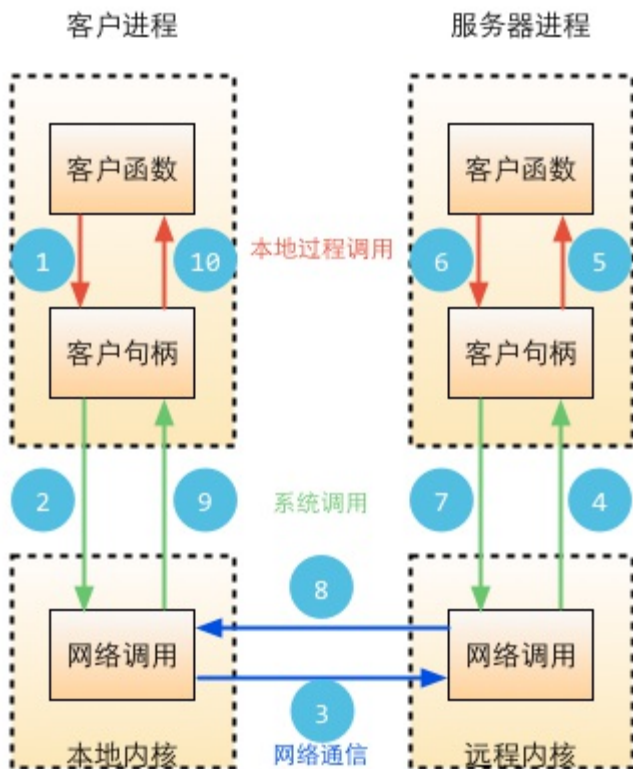 客户进程
服务器进程
客户函数
客户函数
1
10
本地过程调用
6
5
客户句柄
客户句柄
2
9
系统调用
7
4
8
网络调用
网络调用
3
本地内核
网络通信
远程内核